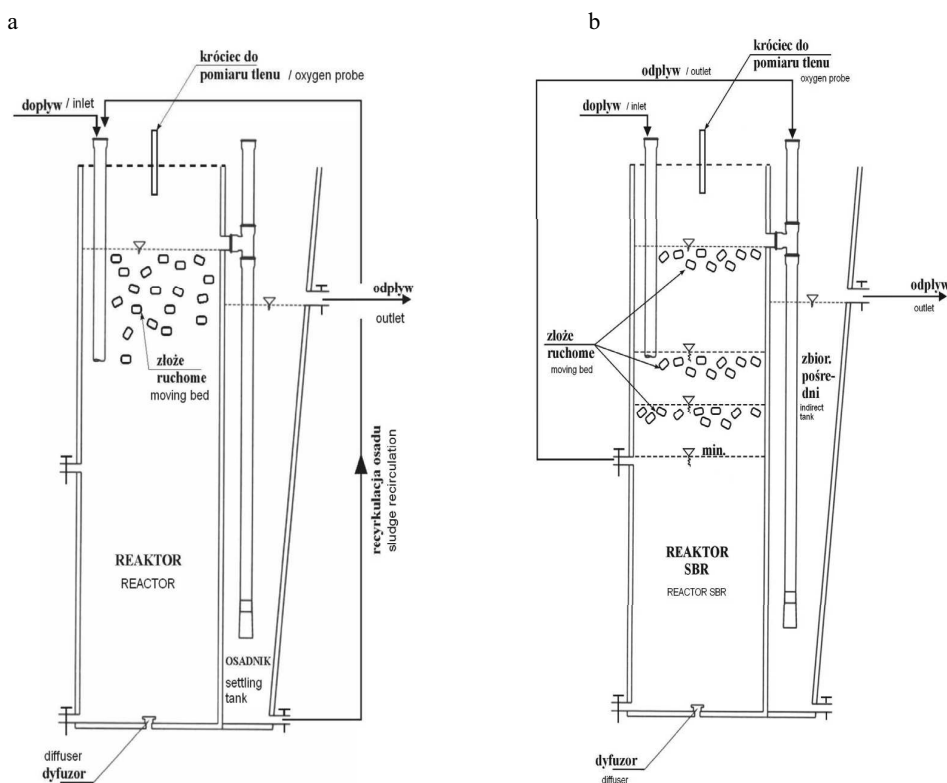 a
króciec do
pomiaru tlenu / oxygen probe
dopływ / inlet
odpływ
outlet
złoże
ruchome
moving bed
recyrkulacja osadu
sludge recirculation
REAKTOR
REACTOR
OSADNIK
settling
tank
diffuser
dyfuzor
b
króciec do
pomiaru tlenu
oxygen probe
odpływ / outlet
dopływ / inlet
odpływ
outlet
złoże
ruchome
moving bed
zbior.
pośre-
dni
indirect
tank
min.
REAKTOR
SBR
REACTOR SBR
dyfuzor
diffuser